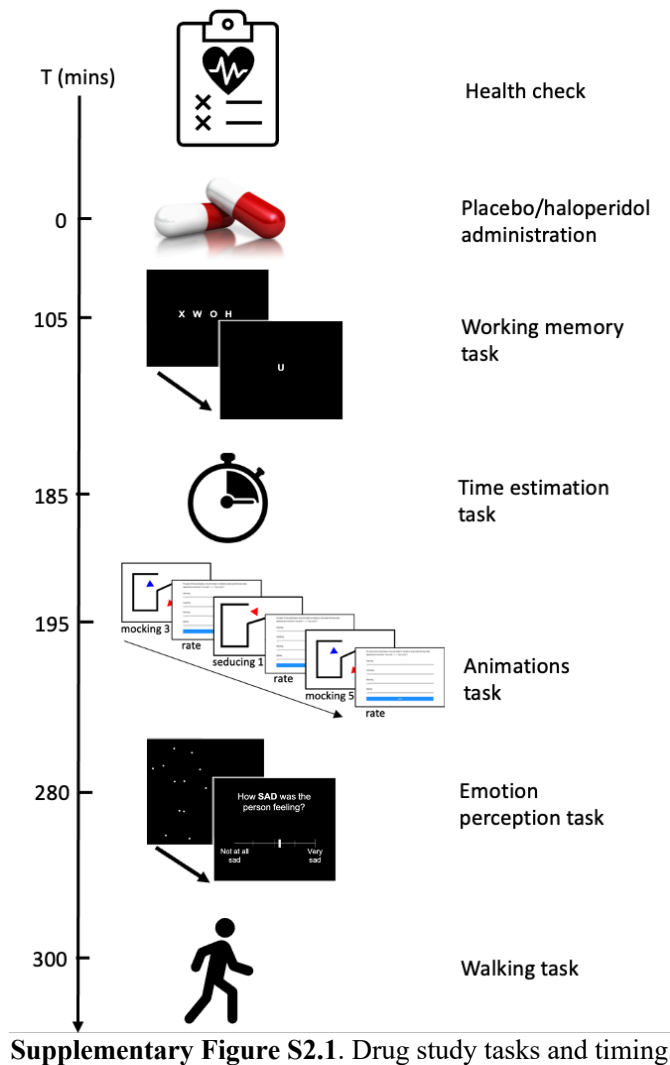 T (mins)
Health check
0
Placebo/haloperidol
administration
105
X W O H
U
Working memory
task
185
Time estimation
task
195
mocking 3
rate
seducing 1
rate
mocking 5
rate
Animations
task
280
How SAD was the
person feeling?
Not at all
sad
Very
sad
Emotion
perception task
300
Walking task
Supplementary Figure S2.1. Drug study tasks and timing